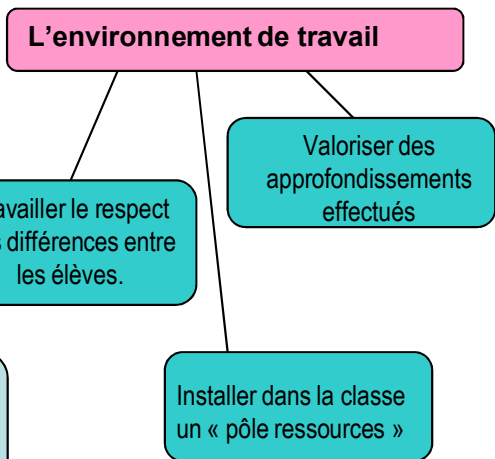 L'environnement de travail
Valoriser des
approfondissements
effectués
availler le respect
s différences entre
les élèves.
Installer dans la classe
un « pôle ressources »